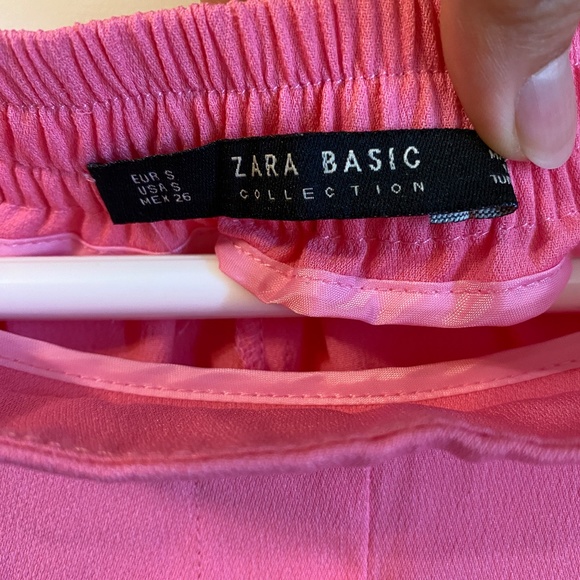 EUR S
USA S
MEX 26
ZARA BASIC
COLLECTION